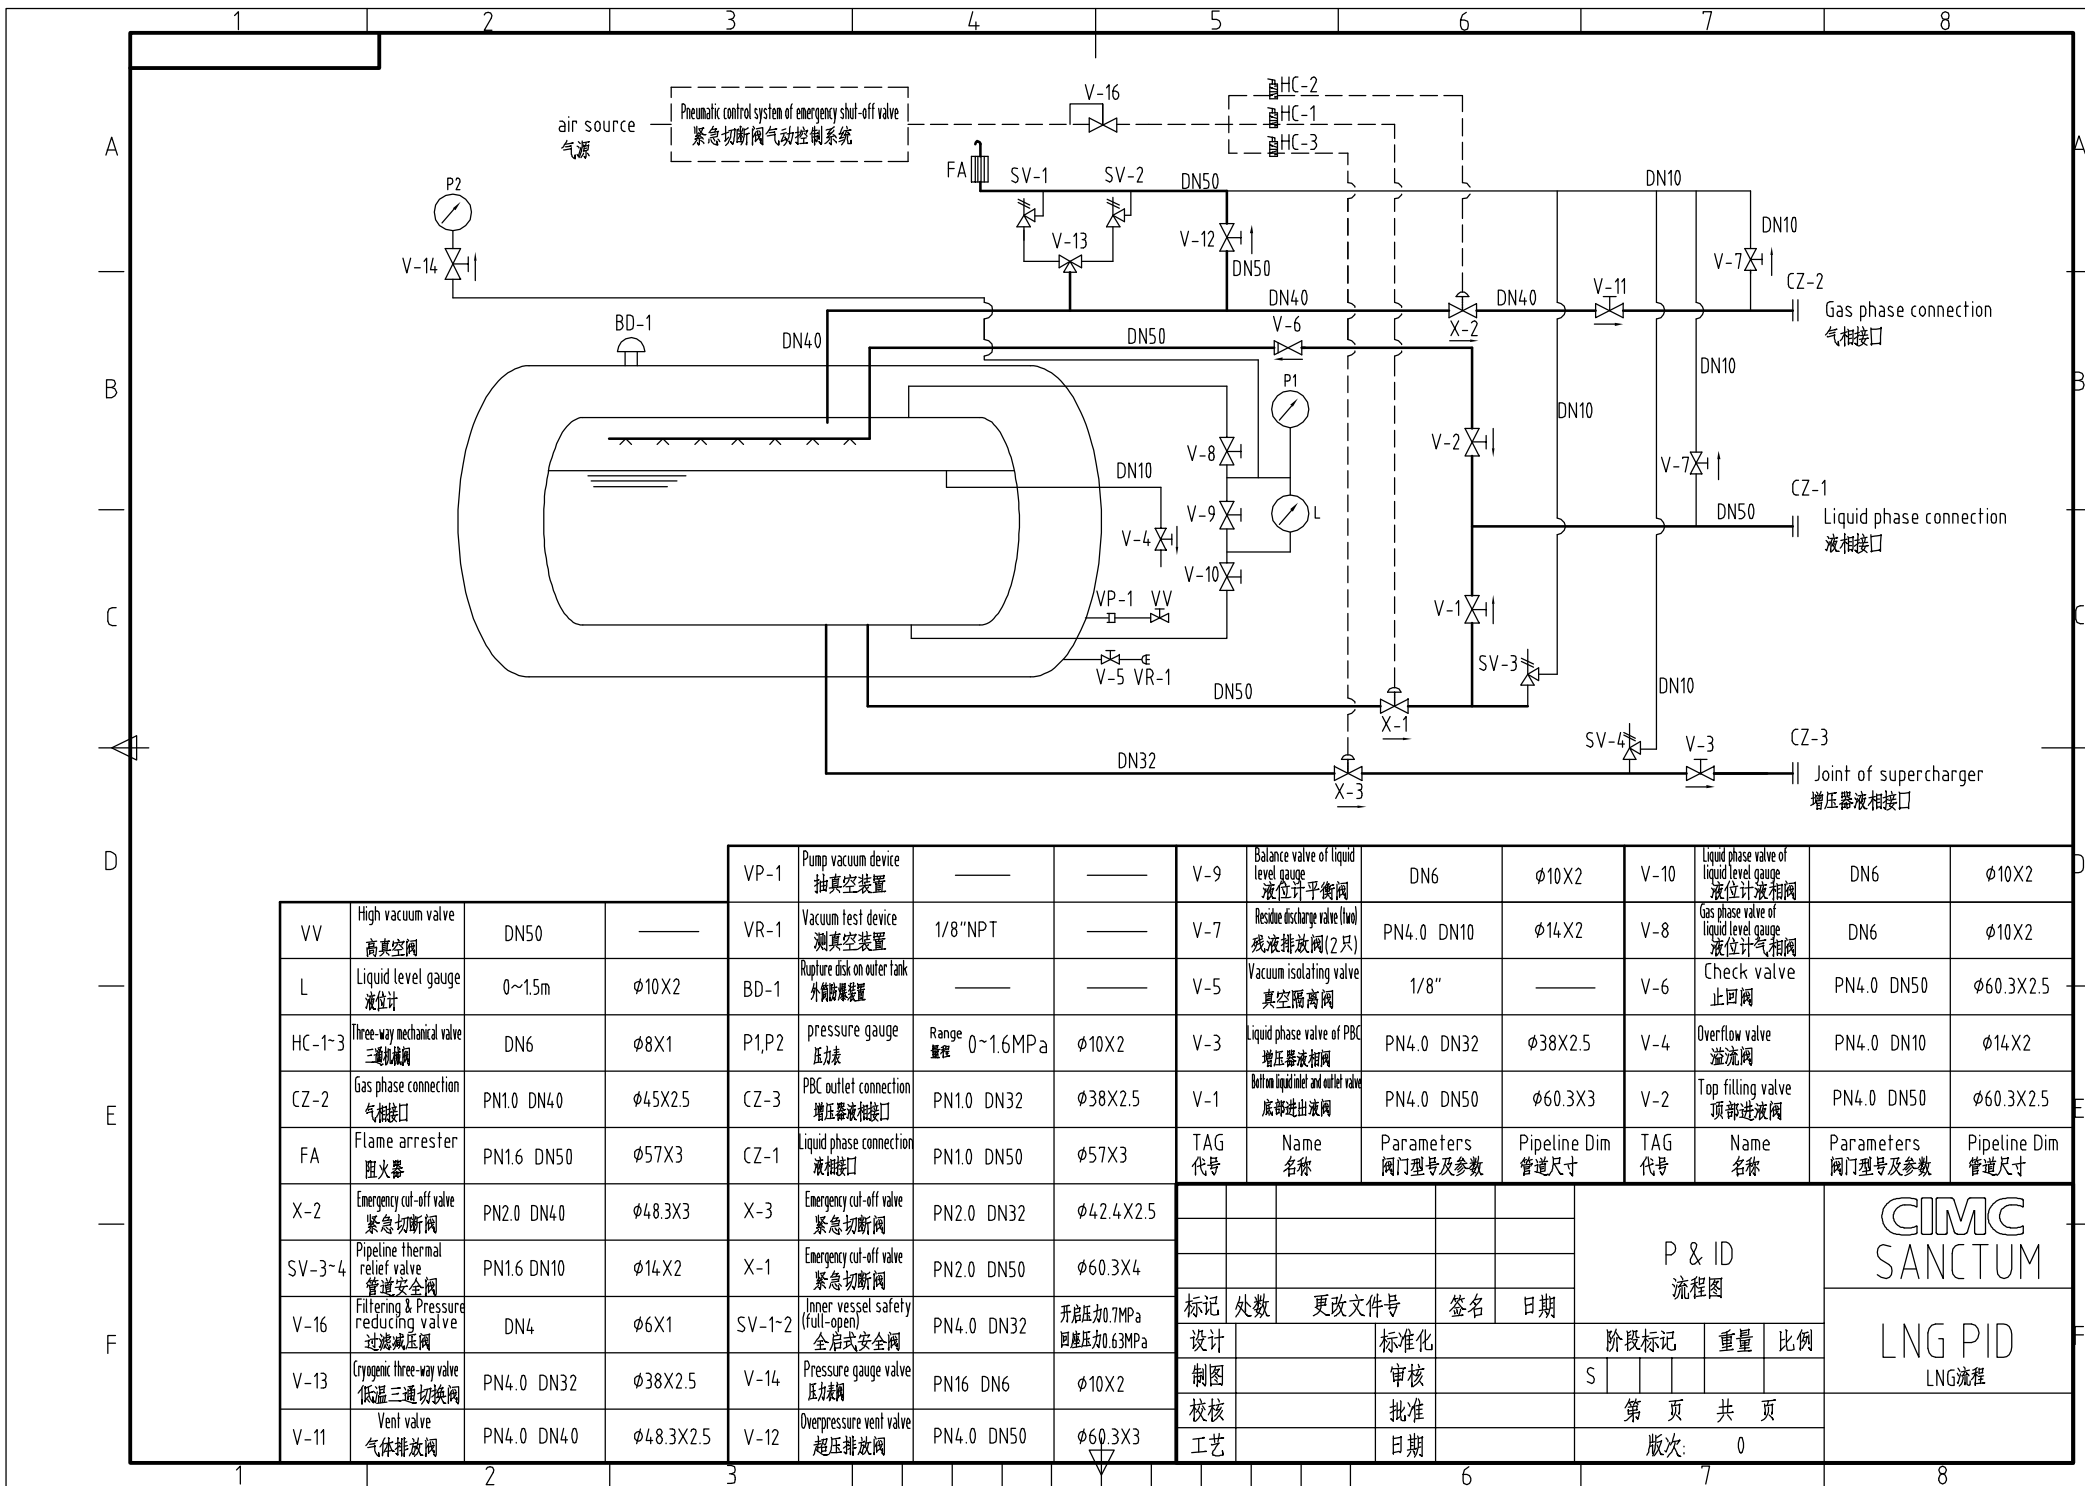 1 2 3 4 5 6 7 8
A
B
C
D
E
F
A
B
C
D
E
F
1 2 3 6 7 8
air source
气源
Pneumatic control system of emergency shut-off valve
紧急切断阀气动控制系统
V-16
HC-2
HC-1
HC-3
FA
SV-1
SV-2
DN50
DN10
P2
V-14
V-13
V-12
DN50
DN10
V-7
BD-1
DN40
DN40
X-2
DN40
V-11
CZ-2
Gas phase connection
气相接口
DN50
V-6
P1
DN10
DN10
V-8
V-2
V-7
DN10
V-9
L
V-4
V-10
CZ-1
DN50
Liquid phase connection
液相接口
VP-1 VV
V-1
V-5 VR-1
SV-3
DN50
X-1
DN10
SV-4
V-3
DN32
X-3
CZ-3
Joint of supercharger
增压器液相接口
VP-1 Pump vacuum device
抽真空装置
V-9 Balance valve of liquid
level gauge
液位计平衡阀 DN6 ϕ10X2
V-10 Liquid phase valve of
liquid level gauge
液位计液相阀 DN6 ϕ10X2
VV High vacuum valve
高真空阀 DN50
VR-1 Vacuum test device
测真空装置 1/8"NPT
V-7 Residue discharge valve (two)
残液排放阀(2只) PN4.0 DN10 ϕ14X2
V-8 Gas phase valve of
liquid level gauge
液位计气相阀 DN6 ϕ10X2
L Liquid level gauge
液位计 0~1.5m ϕ10X2
BD-1 Rupture disk on outer tank
外筒防爆装置
V-5 Vacuum isolating valve
真空隔离阀 1/8"
V-6 Check valve
止回阀 PN4.0 DN50 ϕ60.3X2.5
HC-1~3 Three-way mechanical valve
三通机械阀 DN6 ϕ8X1
P1,P2 pressure gauge
压力表 Range
量程 0~1.6MPa ϕ10X2
V-3 Liquid phase valve of PBC
增压器液相阀 PN4.0 DN32 ϕ38X2.5
V-4 Overflow valve
溢流阀 PN4.0 DN10 ϕ14X2
CZ-2 Gas phase connection
气相接口 PN1.0 DN40 ϕ45X2.5
CZ-3 PBC outlet connection
增压器液相接口 PN1.0 DN32 ϕ38X2.5
V-1 Bottom liquid inlet and outlet valve
底部进出液阀 PN4.0 DN50 ϕ60.3X3
V-2 Top filling valve
顶部进液阀 PN4.0 DN50 ϕ60.3X2.5
FA Flame arrester
阻火器 PN1.6 DN50 ϕ57X3
CZ-1 Liquid phase connection
液相接口 PN1.0 DN50 ϕ57X3
TAG Name Parameters Pipeline Dim TAG Name Parameters Pipeline Dim
代号 名称 阀门型号及参数 管道尺寸 代号 名称 阀门型号及参数 管道尺寸
X-2 Emergency cut-off valve
紧急切断阀 PN2.0 DN40 ϕ48.3X3
X-3 Emergency cut-off valve
紧急切断阀 PN2.0 DN32 ϕ42.4X2.5
SV-3~4 Pipeline thermal
relief valve
管道安全阀 PN1.6 DN10 ϕ14X2
X-1 Emergency cut-off valve
紧急切断阀 PN2.0 DN50 ϕ60.3X4
V-16 Filtering & Pressure
reducing valve
过滤减压阀 DN4 ϕ6X1
SV-1~2 Inner vessel safety
(full-open)
全启式安全阀 PN4.0 DN32 开启压力0.7MPa
回座压力0.63MPa
V-13 Cryogenic three-way valve
低温三通切换阀 PN4.0 DN32 ϕ38X2.5
V-14 Pressure gauge valve
压力表阀 PN16 DN6 ϕ10X2
V-11 Vent valve
气体排放阀 PN4.0 DN40 ϕ48.3X2.5
V-12 Overpressure vent valve
超压排放阀 PN4.0 DN50 ϕ60.3X3
标记 处数 更改文件号 签名 日期
设计 标准化
制图 审核
校核 批准
工艺 日期
P & ID
流程图
阶段标记 重量 比例
S
第 页 共 页
版次: 0
CIMC
SANCTUM
LNG PID
LNG流程